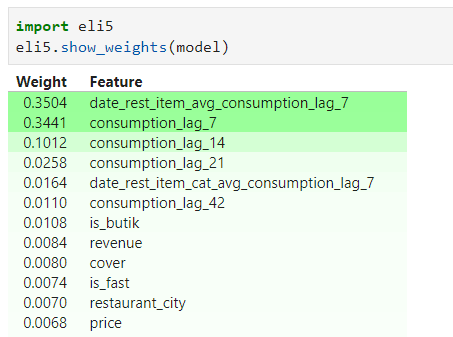 import eli5
eli5.show_weights(model)
Weight Feature
0.3504 date_rest_item_avg_consumption_lag_7
0.3441 consumption_lag_7
0.1012 consumption_lag_14
0.0258 consumption_lag_21
0.0164 date_rest_item_cat_avg_consumption_lag_7
0.0110 consumption_lag_42
0.0108 is_butik
0.0084 revenue
0.0080 cover
0.0074 is_fast
0.0070 restaurant_city
0.0068 price